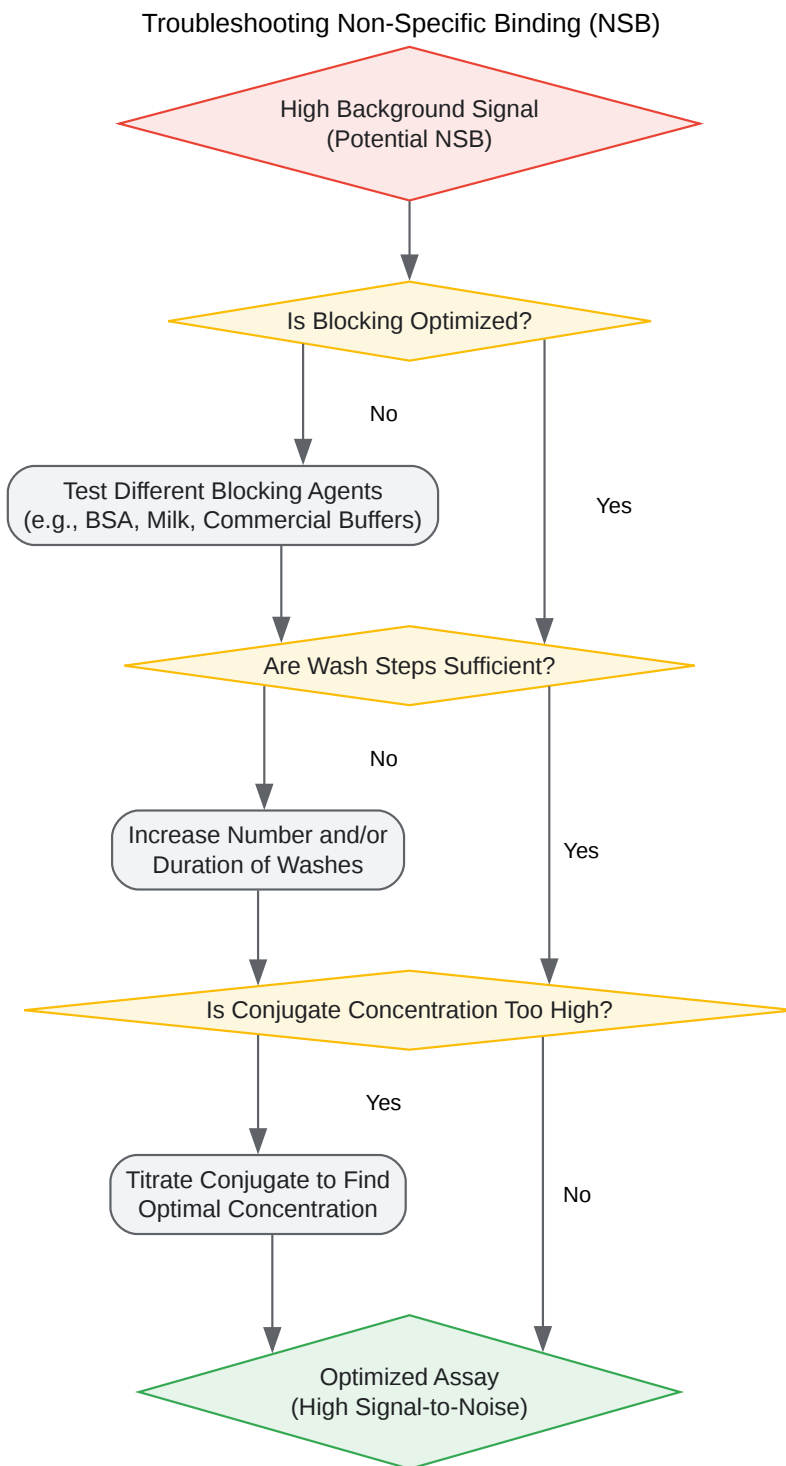 Troubleshooting Non-Specific Binding (NSB)
High Background Signal
(Potential NSB)
Is Blocking Optimized?
No
Test Different Blocking Agents
(e.g., BSA, Milk, Commercial Buffers)
Yes
Are Wash Steps Sufficient?
No
Increase Number and/or
Duration of Washes
Yes
Is Conjugate Concentration Too High?
Yes
Titrate Conjugate to Find
Optimal Concentration
No
Optimized Assay
(High Signal-to-Noise)